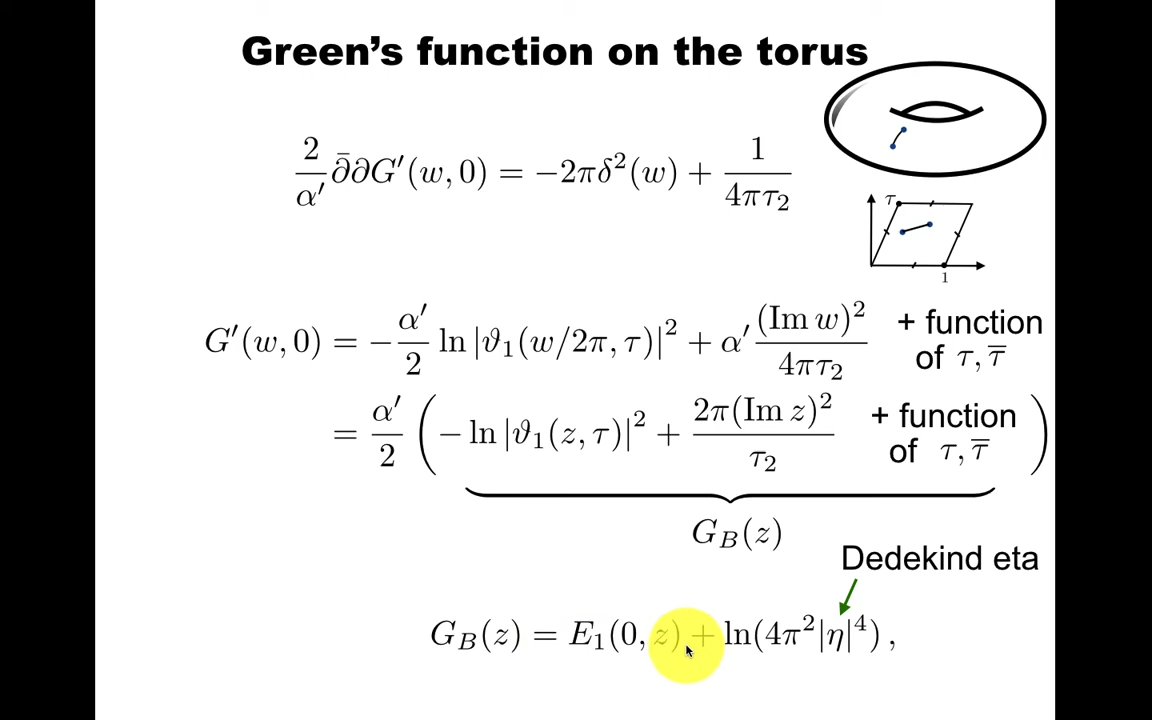 Green's function on the torus
2/α′ ∂̄∂G′(w, 0) = −2πδ²(w) + 1/4πτ₂
τ
1
G′(w, 0) = −α′/2 ln |ϑ₁(w/2π, τ)|² + α′ (Im w)²/4πτ₂ + function of τ, τ̅
= α′/2 ( − ln |ϑ₁(z, τ)|² + 2π(Im z)²/τ₂ + function of τ, τ̅ )
G_B(z)
Dedekind eta
G_B(z) = E₁(0, z) + ln(4π²|η|⁴) ,